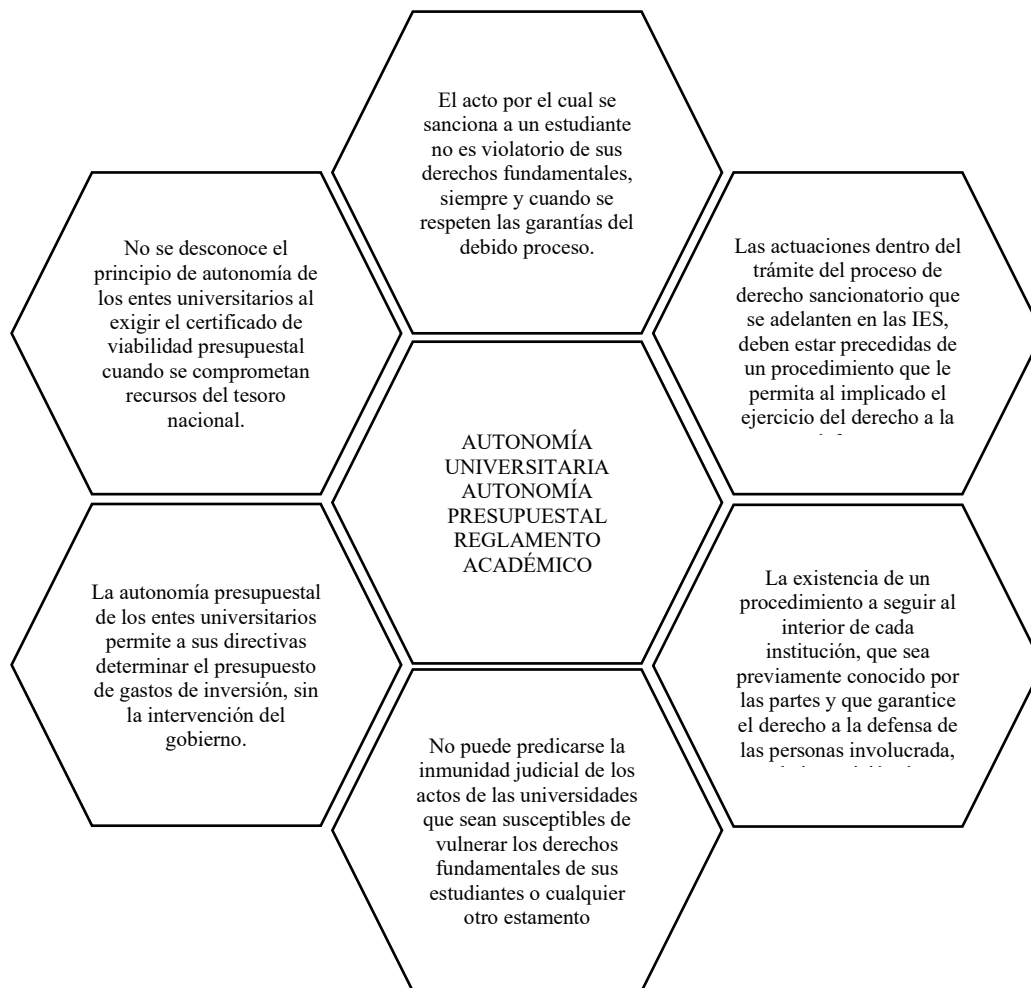 El acto por el cual se
sanciona a un estudiante
no es violatorio de sus
derechos fundamentales,
siempre y cuando se
respeten las garantías del
debido proceso.
No se desconoce el
principio de autonomía de
los entes universitarios al
exigir el certificado de
viabilidad presupuestal
cuando se comprometan
recursos del tesoro
nacional.
Las actuaciones dentro del
trámite del proceso de
derecho sancionatorio que
se adelanten en las IES,
deben estar precedidas de
un procedimiento que le
permita al implicado el
ejercicio del derecho a la
AUTONOMÍA
UNIVERSITARIA
AUTONOMÍA
PRESUPUESTAL
REGLAMENTO
ACADÉMICO
La autonomía presupuestal
de los entes universitarios
permite a sus directivas
determinar el presupuesto
de gastos de inversión, sin
la intervención del
gobierno.
La existencia de un
procedimiento a seguir al
interior de cada
institución, que sea
previamente conocido por
las partes y que garantice
el derecho a la defensa de
las personas involucrada,
No puede predicarse la
inmunidad judicial de los
actos de las universidades
que sean susceptibles de
vulnerar los derechos
fundamentales de sus
estudiantes o cualquier
otro estamento